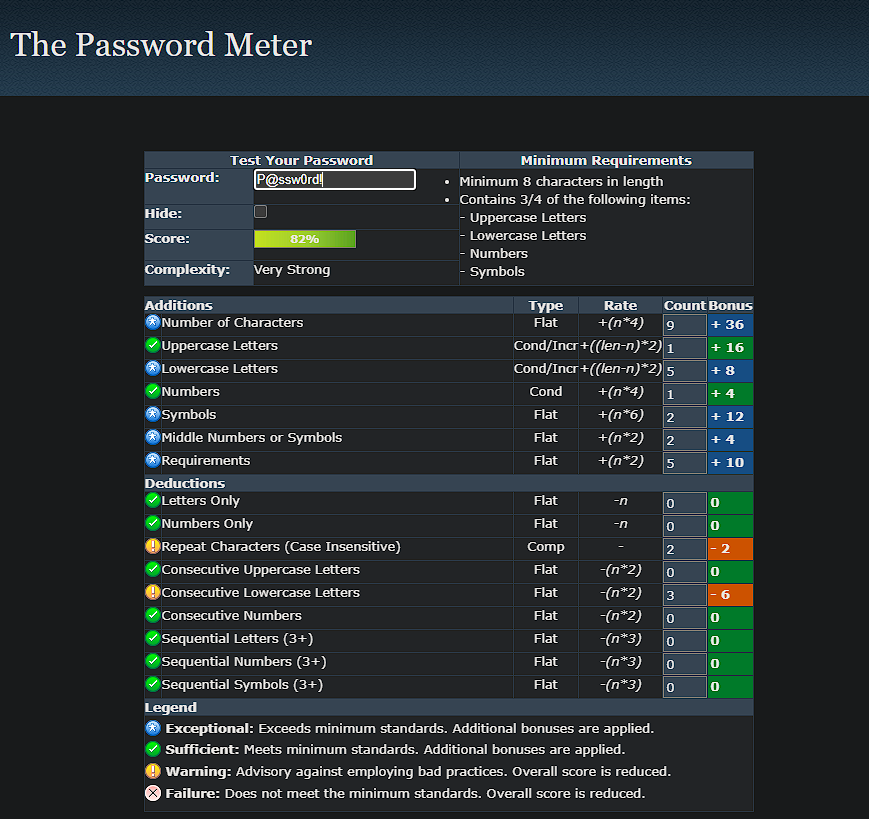 The Password Meter
Test Your Password Minimum Requirements
Password: P@ssw0rd!
• Minimum 8 characters in length
• Contains 3/4 of the following items:
Hide: - Uppercase Letters
- Lowercase Letters
Score: 82%
- Numbers
Complexity: Very Strong - Symbols
Additions Type Rate Count Bonus
Number of Characters Flat +(n*4) 9 + 36
Uppercase Letters Cond/Incr +((len-n)*2) 1 + 16
Lowercase Letters Cond/Incr +((len-n)*2) 5 + 8
Numbers Cond +(n*4) 1 + 4
Symbols Flat +(n*6) 2 + 12
Middle Numbers or Symbols Flat +(n*2) 2 + 4
Requirements Flat +(n*2) 5 + 10
Deductions
Letters Only Flat -n 0 0
Numbers Only Flat -n 0 0
Repeat Characters (Case Insensitive) Comp - 2 - 2
Consecutive Uppercase Letters Flat -(n*2) 0 0
Consecutive Lowercase Letters Flat -(n*2) 3 - 6
Consecutive Numbers Flat -(n*2) 0 0
Sequential Letters (3+) Flat -(n*3) 0 0
Sequential Numbers (3+) Flat -(n*3) 0 0
Sequential Symbols (3+) Flat -(n*3) 0 0
Legend
Exceptional: Exceeds minimum standards. Additional bonuses are applied.
Sufficient: Meets minimum standards. Additional bonuses are applied.
Warning: Advisory against employing bad practices. Overall score is reduced.
Failure: Does not meet the minimum standards. Overall score is reduced.